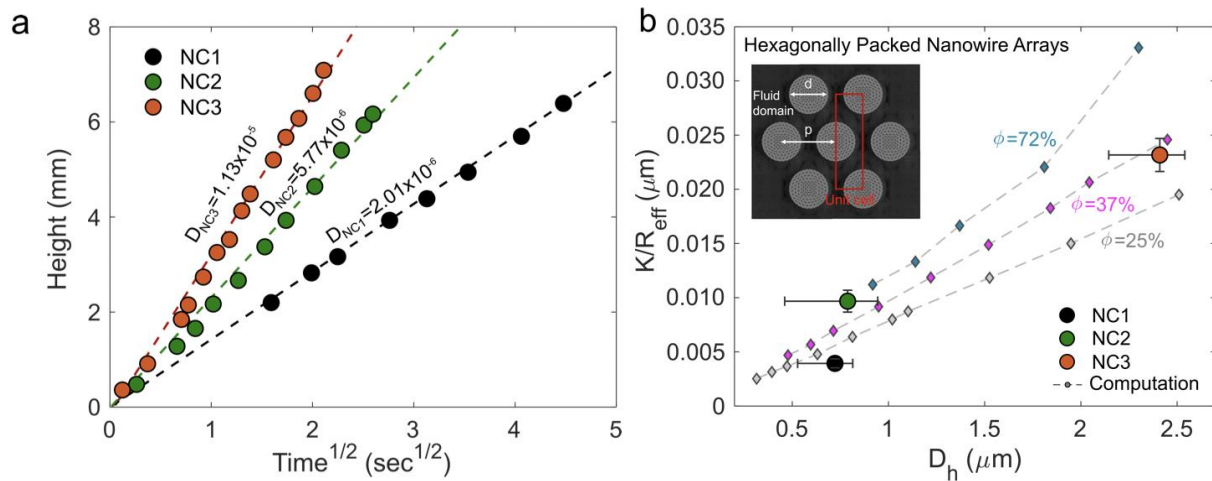 a
Height (mm)
8
6
4
2
0
0
1
2
3
4
5
Time^1/2 (sec^1/2)
NC1
NC2
NC3
D_NC3=1.13x10^-5
D_NC2=5.77x10^-6
D_NC1=2.01x10^-6
b
K/R_eff (μm)
0.035
0.030
0.025
0.020
0.015
0.010
0.005
0
0.5
1
1.5
2
2.5
D_h (μm)
Hexagonally Packed Nanowire Arrays
Fluid
domain
d
p
Unit cell
ϕ=72%
ϕ=37%
ϕ=25%
NC1
NC2
NC3
Computation